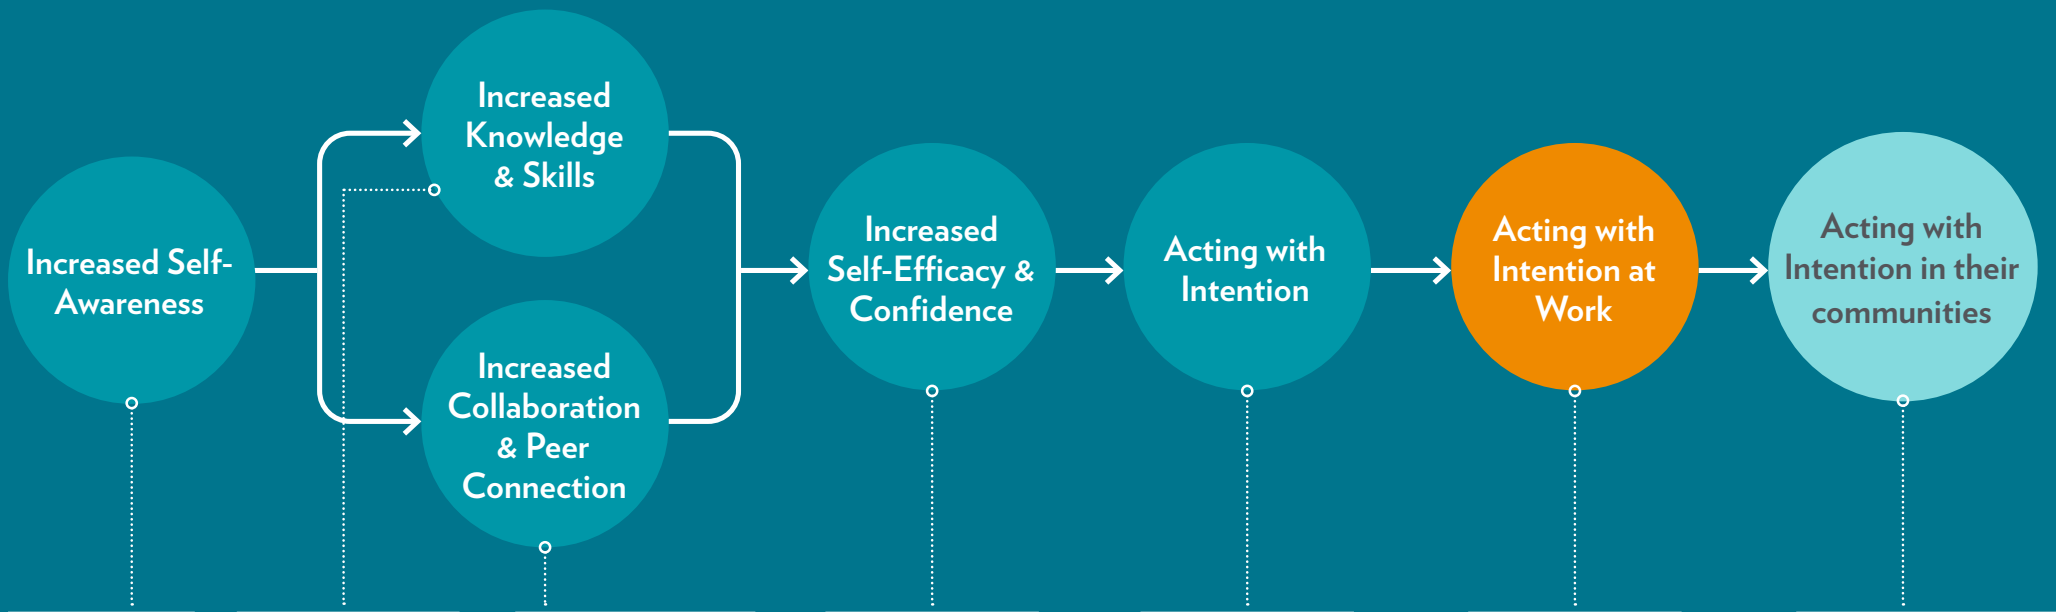 Increased Self-
Awareness
Increased
Knowledge
& Skills
Increased
Collaboration
& Peer
Connection
Increased
Self-Efficacy &
Confidence
Acting with
Intention
Acting with
Intention at
Work
Acting with
Intention in their
communities